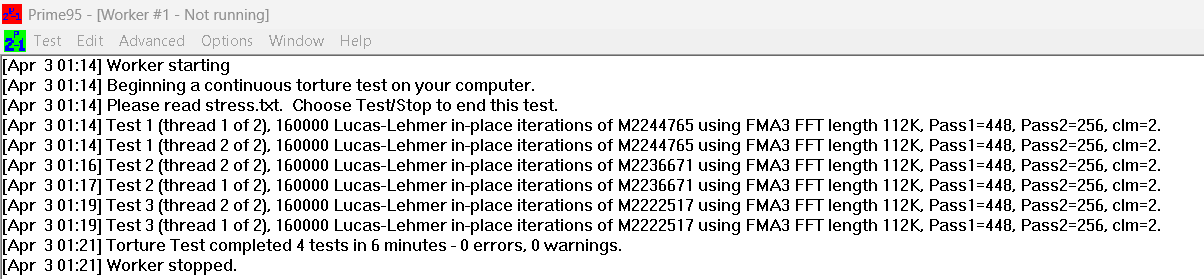 Prime95 - [Worker #1 - Not running]
Test Edit Advanced Options Window Help
[Apr 3 01:14] Worker starting
[Apr 3 01:14] Beginning a continuous torture test on your computer.
[Apr 3 01:14] Please read stress.txt. Choose Test/Stop to end this test.
[Apr 3 01:14] Test 1 (thread 1 of 2), 160000 Lucas-Lehmer in-place iterations of M2244765 using FMA3 FFT length 112K, Pass1=448, Pass2=256, clm=2.
[Apr 3 01:14] Test 1 (thread 2 of 2), 160000 Lucas-Lehmer in-place iterations of M2244765 using FMA3 FFT length 112K, Pass1=448, Pass2=256, clm=2.
[Apr 3 01:16] Test 2 (thread 2 of 2), 160000 Lucas-Lehmer in-place iterations of M2236671 using FMA3 FFT length 112K, Pass1=448, Pass2=256, clm=2.
[Apr 3 01:17] Test 2 (thread 1 of 2), 160000 Lucas-Lehmer in-place iterations of M2236671 using FMA3 FFT length 112K, Pass1=448, Pass2=256, clm=2.
[Apr 3 01:19] Test 3 (thread 2 of 2), 160000 Lucas-Lehmer in-place iterations of M2222517 using FMA3 FFT length 112K, Pass1=448, Pass2=256, clm=2.
[Apr 3 01:19] Test 3 (thread 1 of 2), 160000 Lucas-Lehmer in-place iterations of M2222517 using FMA3 FFT length 112K, Pass1=448, Pass2=256, clm=2.
[Apr 3 01:21] Torture Test completed 4 tests in 6 minutes - 0 errors, 0 warnings.
[Apr 3 01:21] Worker stopped.